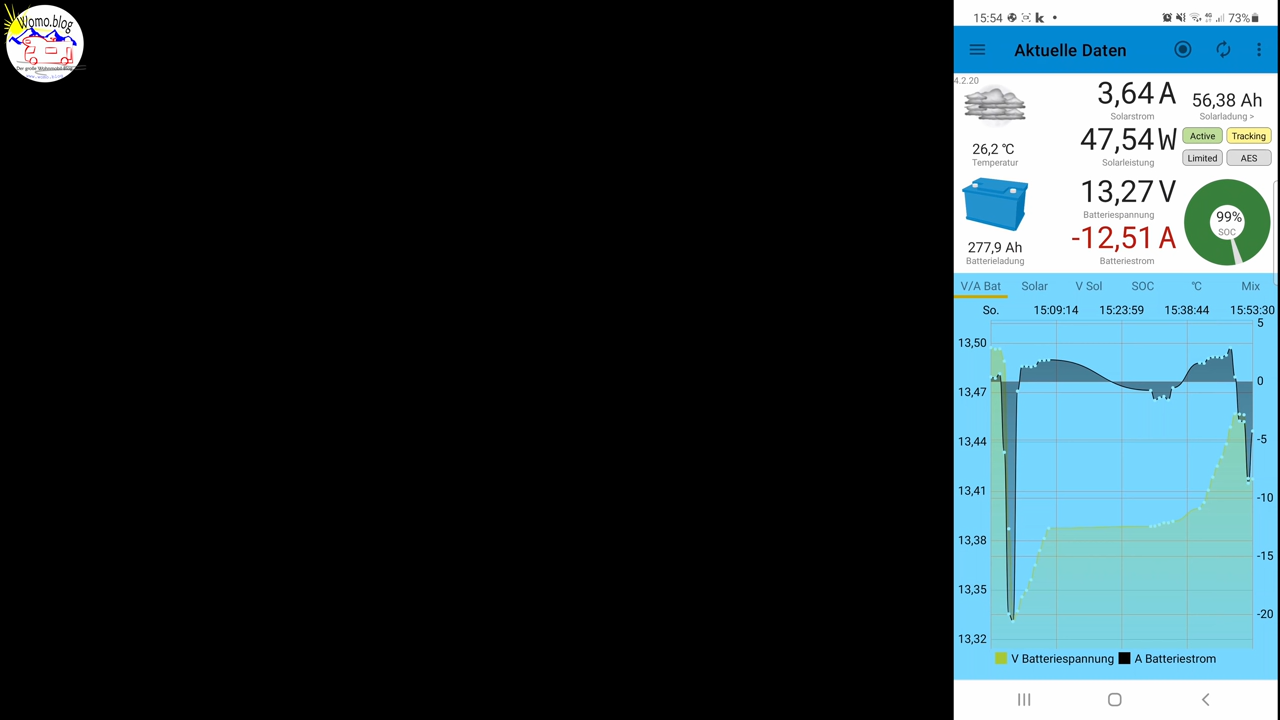 Womo.blog
Der große Wohnmobil-Blog
15:54
73%
Aktuelle Daten
4.2.20
3,64 A
Solarstrom
56,38 Ah
Solarladung >
47,54 W
Solarleistung
Active
Tracking
26,2 °C
Temperatur
Limited
AES
13,27 V
Batteriespannung
99%
SOC
-12,51 A
Batteriestrom
277,9 Ah
Batterieladung
V/A Bat
Solar
V Sol
SOC
°C
Mix
So.
15:09:14
15:23:59
15:38:44
15:53:30
5
13,50
0
13,47
-5
13,44
13,41
-10
13,38
-15
13,35
-20
13,32
V Batteriespannung
A Batteriestrom